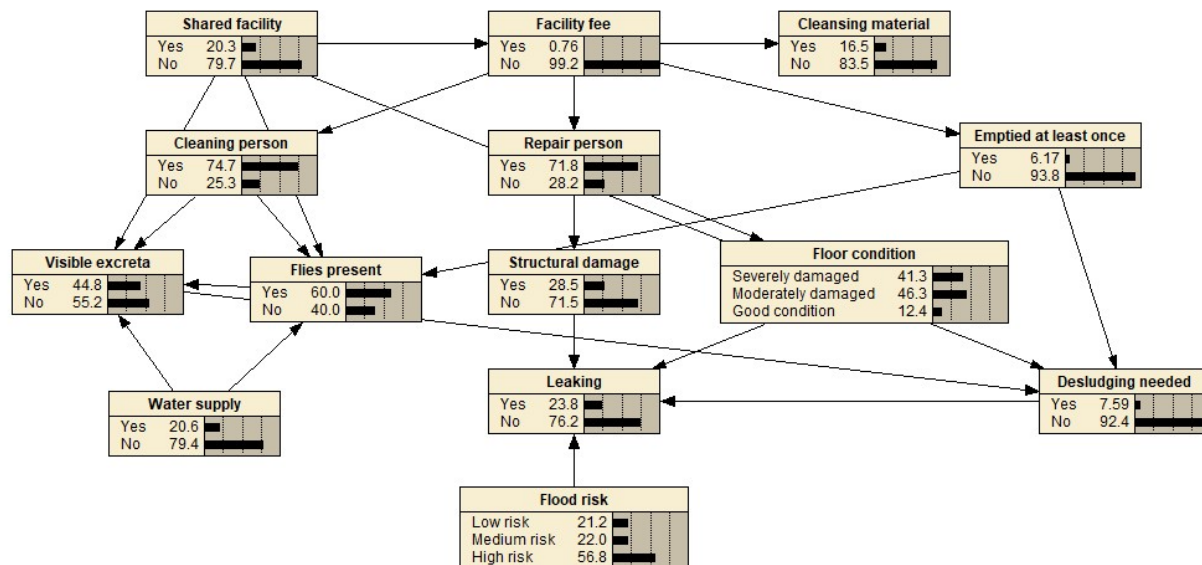 Shared facility
Yes 20.3
No 79.7
Facility fee
Yes 0.76
No 99.2
Cleansing material
Yes 16.5
No 83.5
Cleaning person
Yes 74.7
No 25.3
Repair person
Yes 71.8
No 28.2
Emptied at least once
Yes 6.17
No 93.8
Visible excreta
Yes 44.8
No 55.2
Flies present
Yes 60.0
No 40.0
Structural damage
Yes 28.5
No 71.5
Floor condition
Severely damaged 41.3
Moderately damaged 46.3
Good condition 12.4
Water supply
Yes 20.6
No 79.4
Leaking
Yes 23.8
No 76.2
Desludging needed
Yes 7.59
No 92.4
Flood risk
Low risk 21.2
Medium risk 22.0
High risk 56.8